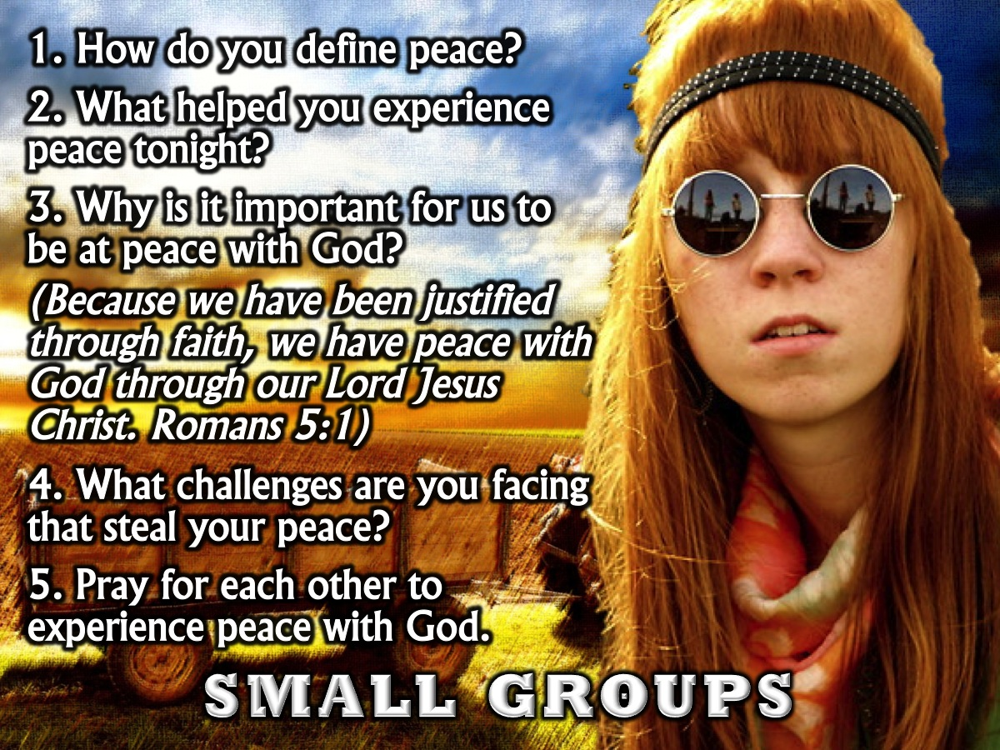 1. How do you define peace?
2. What helped you experience
peace tonight?
3. Why is it important for us to
be at peace with God?
(Because we have been justified
through faith, we have peace with
God through our Lord Jesus
Christ. Romans 5:1)
4. What challenges are you facing
that steal your peace?
5. Pray for each other to
experience peace with God.
SMALL GROUPS